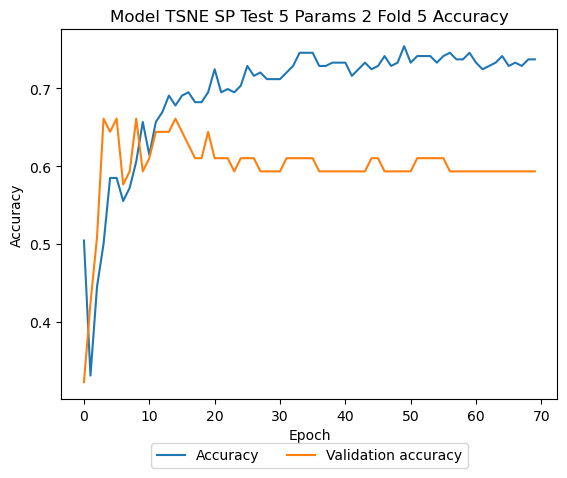 Model TSNE SP Test 5 Params 2 Fold 5 Accuracy
Accuracy
0.7
0.6
0.5
0.4
0 10 20 30 40 50 60 70
Epoch
Accuracy Validation accuracy